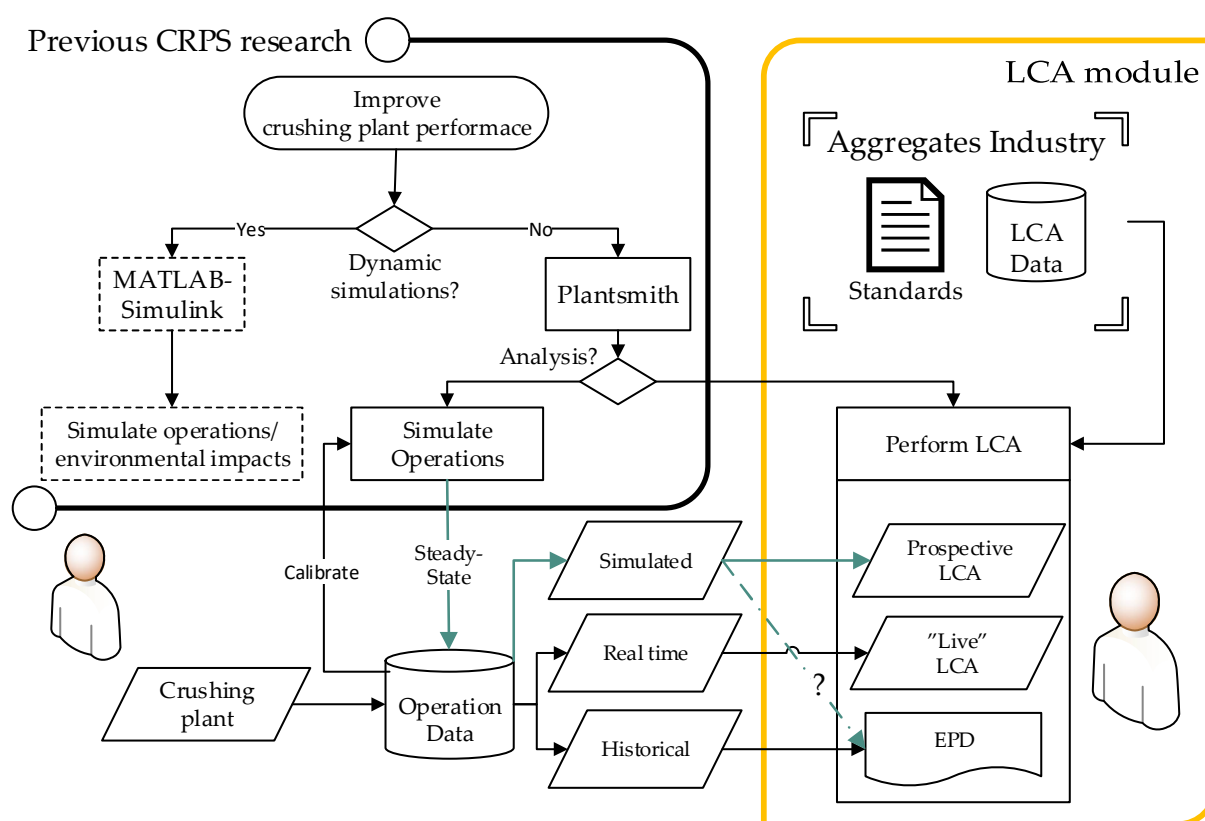 Previous CRPS research
LCA module
Improve
crushing plant performace
Aggregates Industry
Yes
No
Dynamic
simulations?
MATLAB-
Simulink
Plantsmith
LCA
Data
Standards
Analysis?
Simulate operations/
environmental impacts
Simulate
Operations
Perform LCA
Calibrate
Steady-
State
Simulated
Prospective
LCA
Real time
”Live”
LCA
?
Crushing
plant
Operation
Data
Historical
EPD